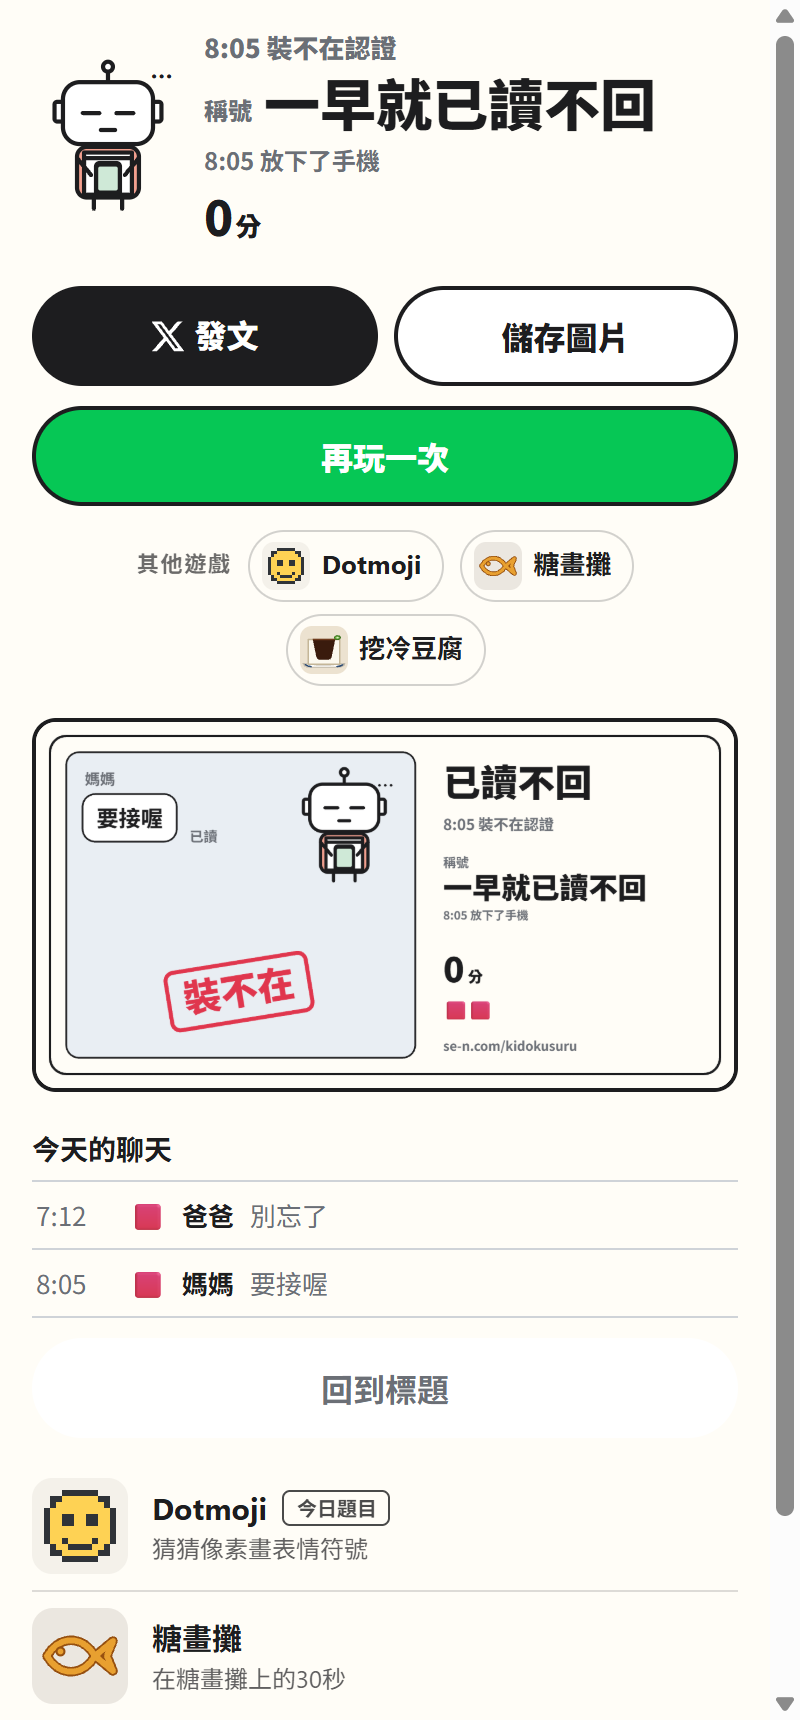 8:05 裝不在認證
稱號 一早就已讀不回
8:05 放下了手機
0分
發文
儲存圖片
再玩一次
其他遊戲
Dotmoji
糖畫攤
挖冷豆腐
媽媽
要接喔
已讀
裝不在
已讀不回
8:05 裝不在認證
稱號
一早就已讀不回
8:05 放下了手機
0分
se-n.com/kidokusuru
今天的聊天
7:12 爸爸 別忘了
8:05 媽媽 要接喔
回到標題
Dotmoji 今日題目
猜猜像素畫表情符號
糖畫攤
在糖畫攤上的30秒